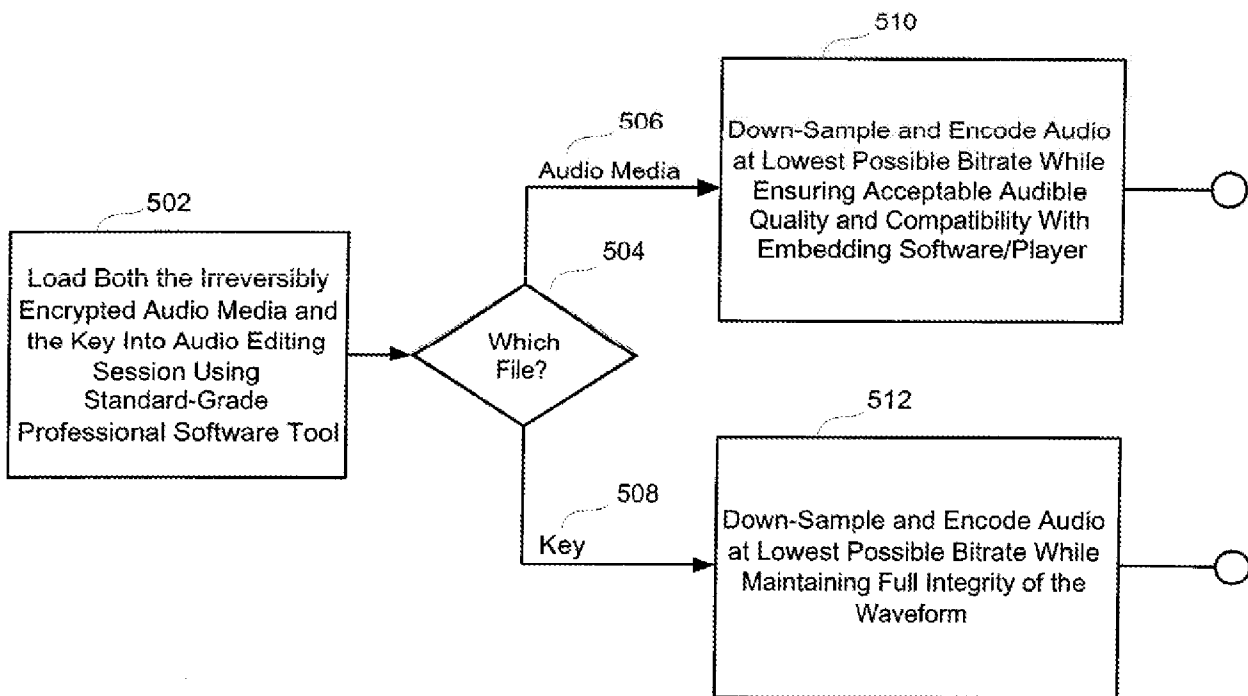 502
Load Both the Irreversibly
Encrypted Audio Media and
the Key Into Audio Editing
Session Using
Standard-Grade
Professional Software Tool
504
Which
File?
506
Audio Media
510
Down-Sample and Encode Audio
at Lowest Possible Bitrate While
Ensuring Acceptable Audible
Quality and Compatibility With
Embedding Software/Player
508
Key
512
Down-Sample and Encode Audio
at Lowest Possible Bitrate While
Maintaining Full Integrity of the
Waveform